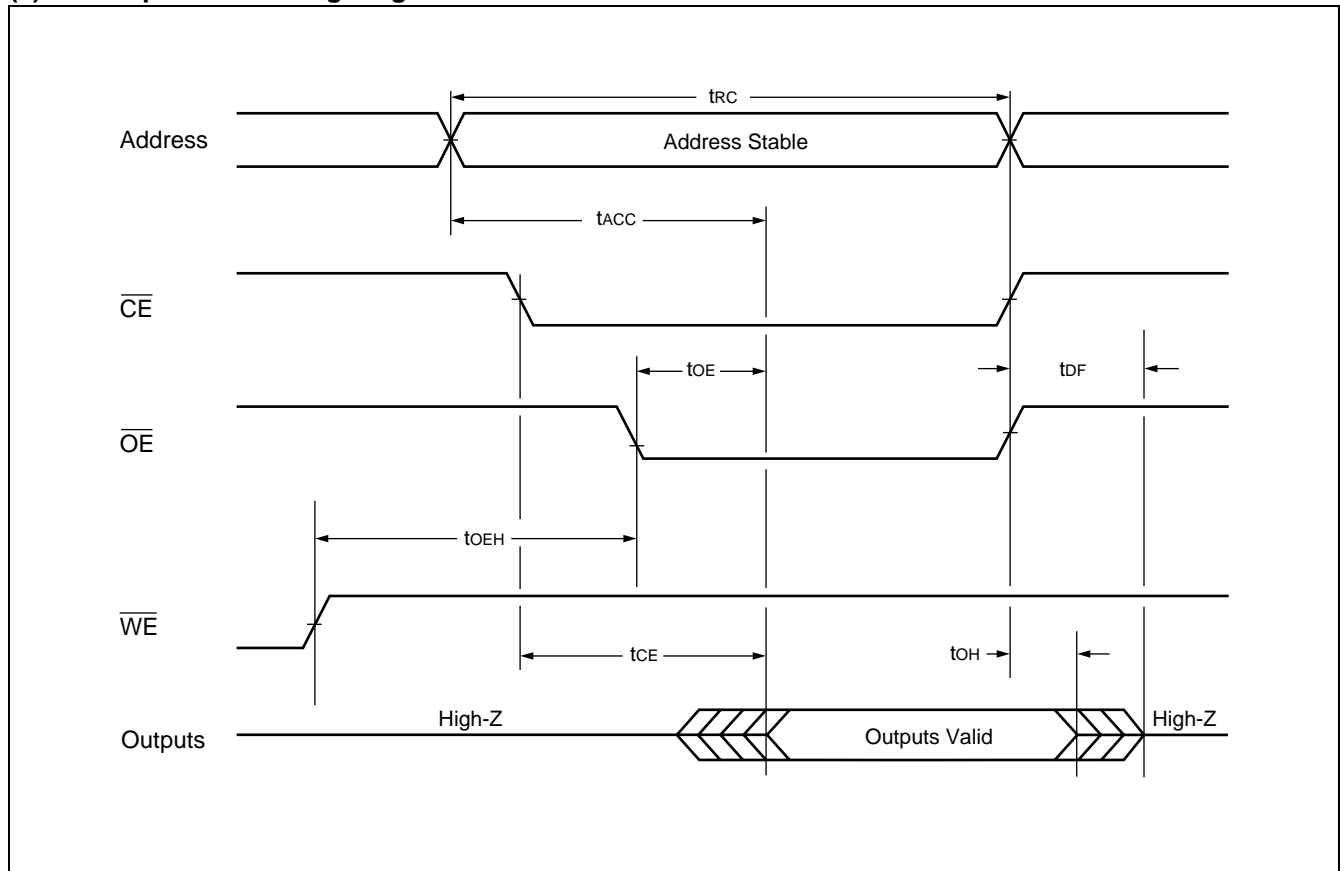 tRC
Address
Address Stable
tACC
CE
tOE
tDF
OE
tOEH
WE
tCE
tOH
High-Z
High-Z
Outputs
Outputs Valid